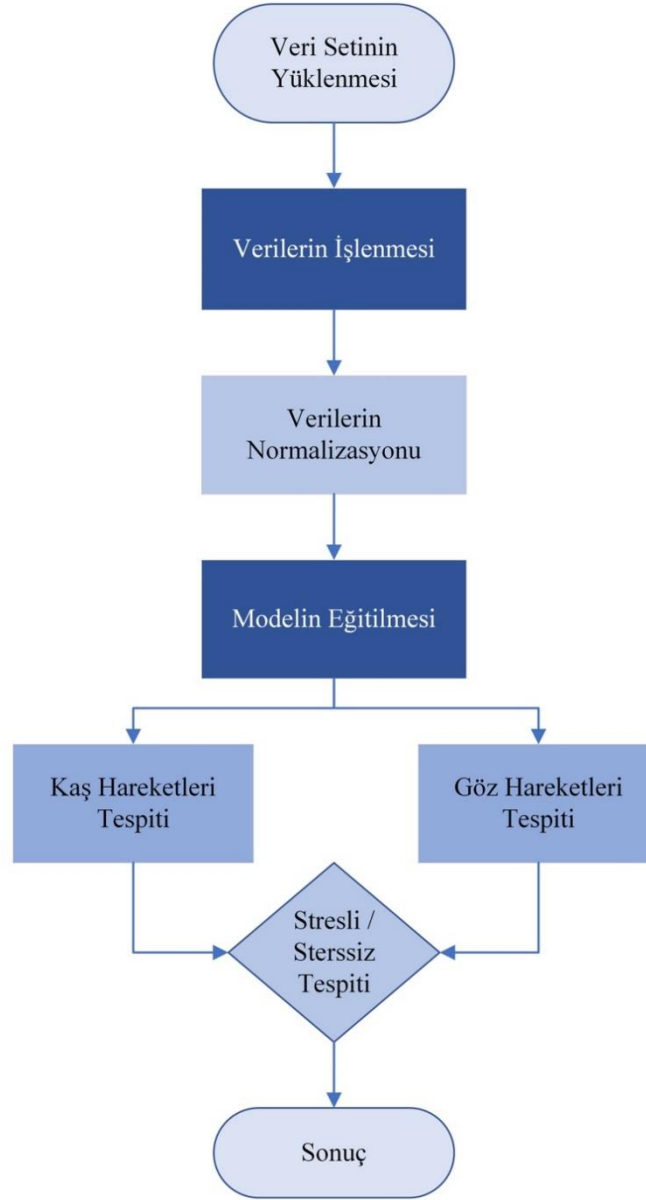 Veri Setinin
Yüklenmesi
Verilerin İşlenmesi
Verilerin
Normalizasyonu
Modelin Eğitilmesi
Kaş Hareketleri
Tespiti
Göz Hareketleri
Tespiti
Stresli /
Sterssiz
Tespiti
Sonuç